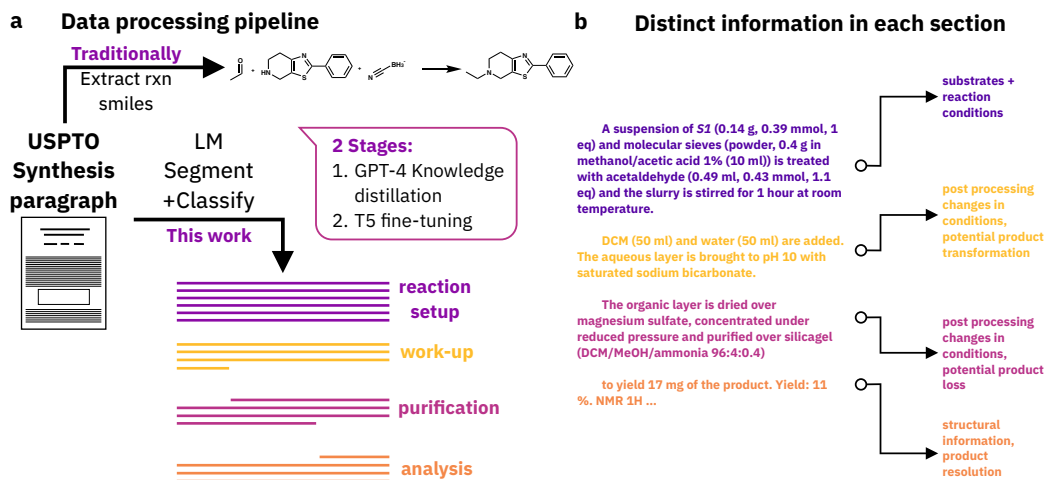 a Data processing pipeline
Traditionally
Extract rxn
smiles
O
+
HN
N
S
+
N
BH₃⁻
N
N
S
USPTO
Synthesis
paragraph
LM
Segment
+Classify
This work
2 Stages:
1. GPT-4 Knowledge
distillation
2. T5 fine-tuning
reaction
setup
work-up
purification
analysis
b Distinct information in each section
A suspension of S1 (0.14 g, 0.39 mmol, 1
eq) and molecular sieves (powder, 0.4 g in
methanol/acetic acid 1% (10 ml)) is treated
with acetaldehyde (0.49 ml, 0.43 mmol, 1.1
eq) and the slurry is stirred for 1 hour at room
temperature.
DCM (50 ml) and water (50 ml) are added.
The aqueous layer is brought to pH 10 with
saturated sodium bicarbonate.
The organic layer is dried over
magnesium sulfate, concentrated under
reduced pressure and purified over silicagel
(DCM/MeOH/ammonia 96:4:0.4)
to yield 17 mg of the product. Yield: 11
%. NMR 1H ...
substrates +
reaction
conditions
post processing
changes in
conditions,
potential product
transformation
post processing
changes in
conditions,
potential product
loss
structural
information,
product
resolution